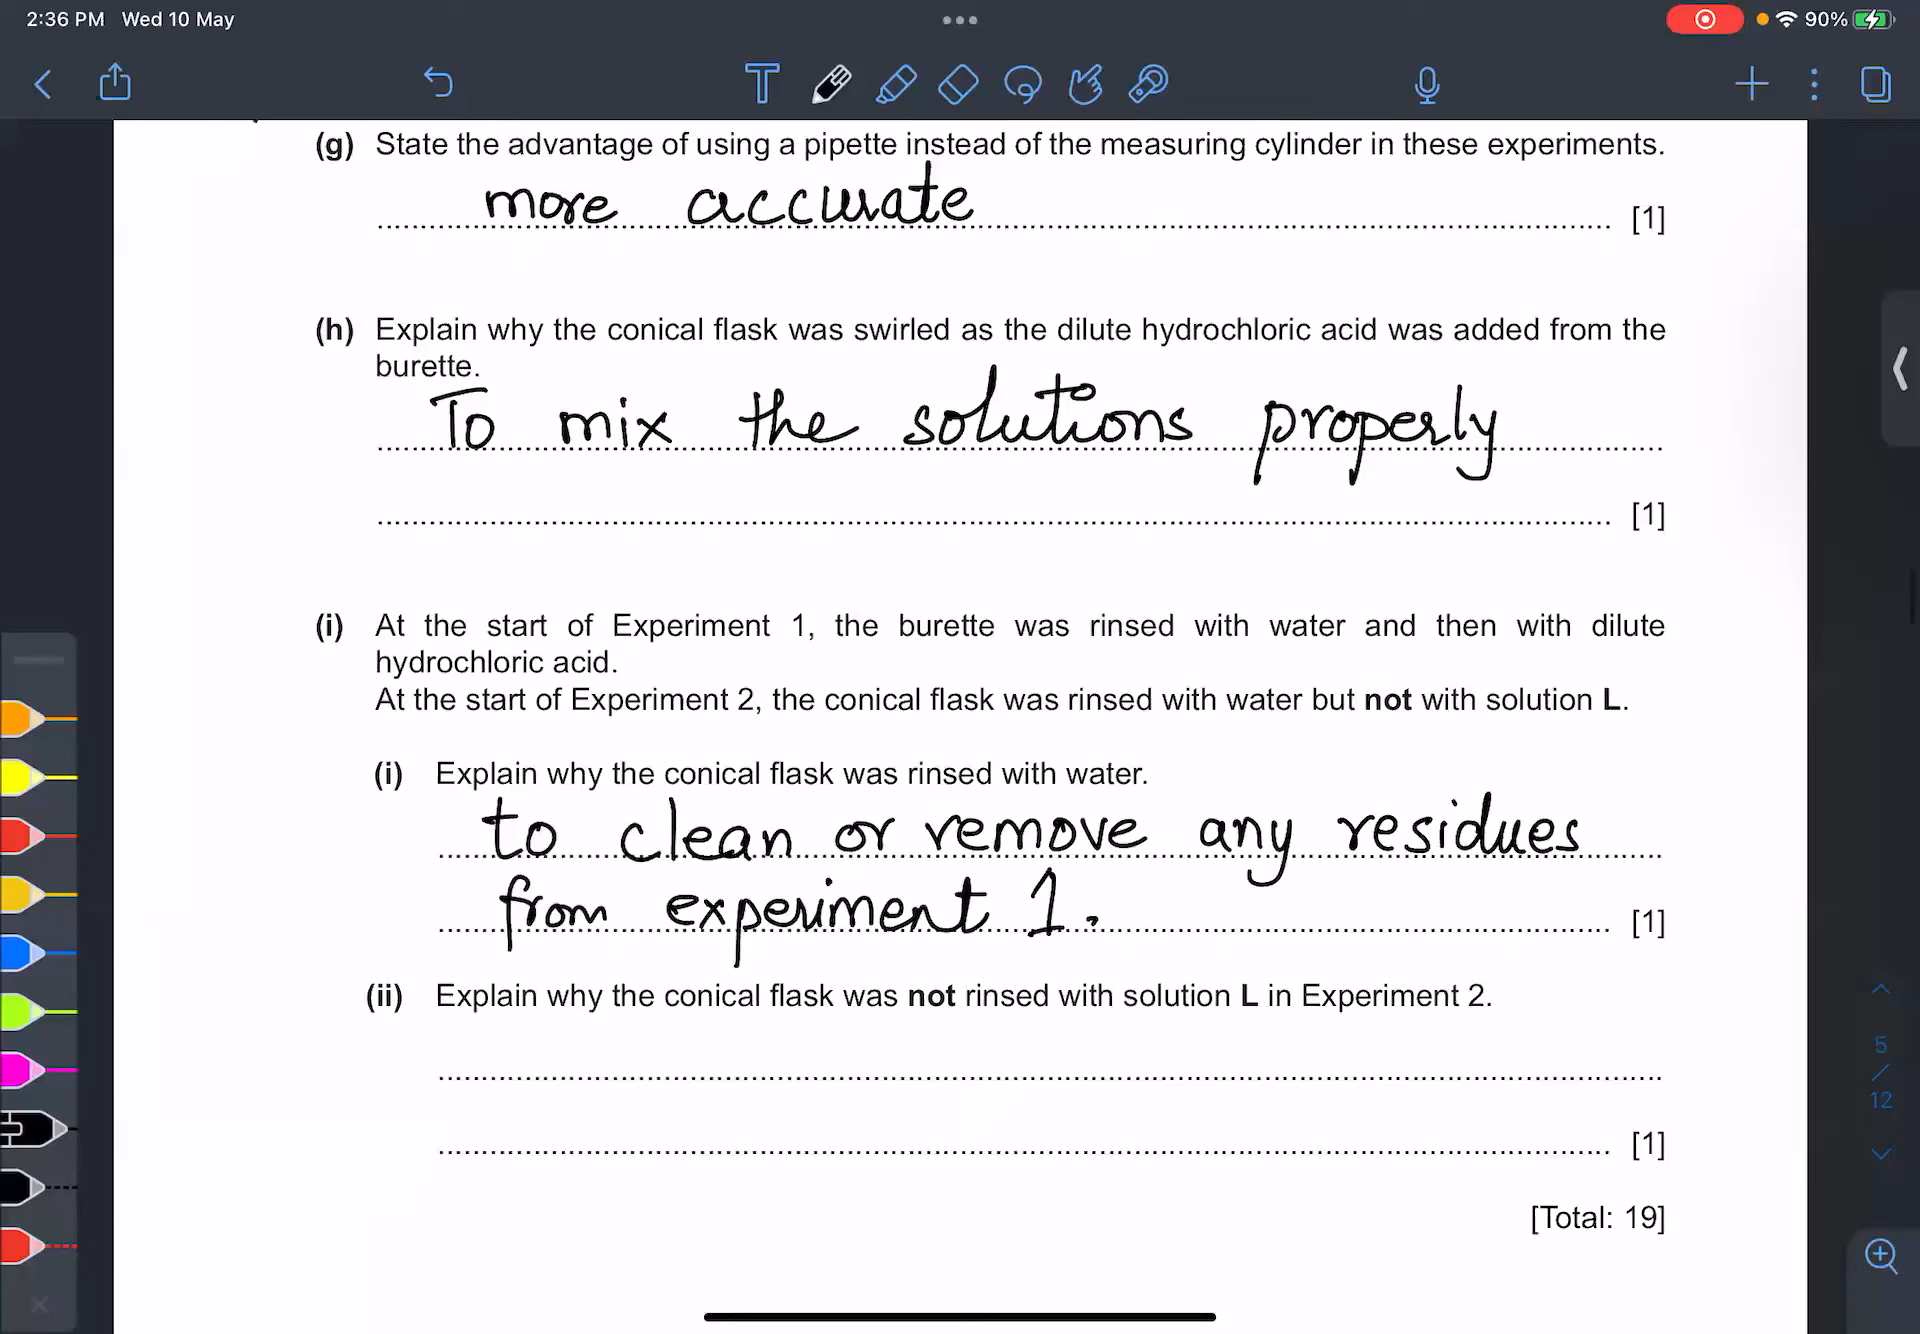 2:36 PM Wed 10 May
90%
(g) State the advantage of using a pipette instead of the measuring cylinder in these experiments.
more accurate
[1]
(h) Explain why the conical flask was swirled as the dilute hydrochloric acid was added from the
burette.
To mix the solutions properly
[1]
(i) At the start of Experiment 1, the burette was rinsed with water and then with dilute
hydrochloric acid.
At the start of Experiment 2, the conical flask was rinsed with water but not with solution L.
(i) Explain why the conical flask was rinsed with water.
to clean or remove any residues
from experiment 1.
[1]
(ii) Explain why the conical flask was not rinsed with solution L in Experiment 2.
[1]
[Total: 19]
5
/
12